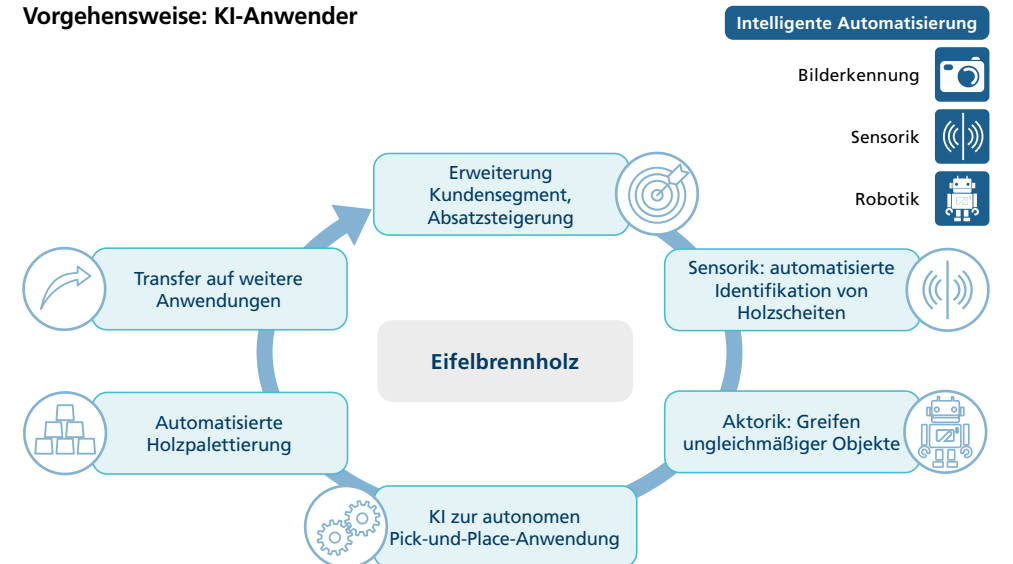 Vorgehensweise: KI-Anwender
Intelligente Automatisierung
Bilderkennung
Sensorik
Robotik
Erweiterung
Kundensegment,
Absatzsteigerung
Sensorik: automatisierte
Identifikation von
Holzscheiten
Aktorik: Greifen
ungleichmäßiger Objekte
KI zur autonomen
Pick-und-Place-Anwendung
Automatisierte
Holzpalettierung
Transfer auf weitere
Anwendungen
Eifelbrennholz